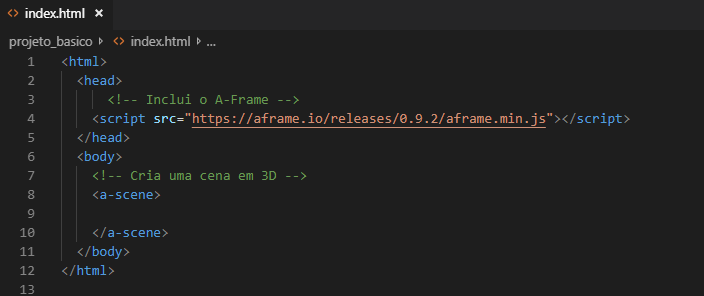 index.html ×
projeto_basico > index.html > ...
1 <html>
2 <head>
3 <!-- Inclui o A-Frame -->
4 <script src="https://aframe.io/releases/0.9.2/aframe.min.js"></script>
5 </head>
6 <body>
7 <!-- Cria uma cena em 3D -->
8 <a-scene>
9
10 </a-scene>
11 </body>
12 </html>
13